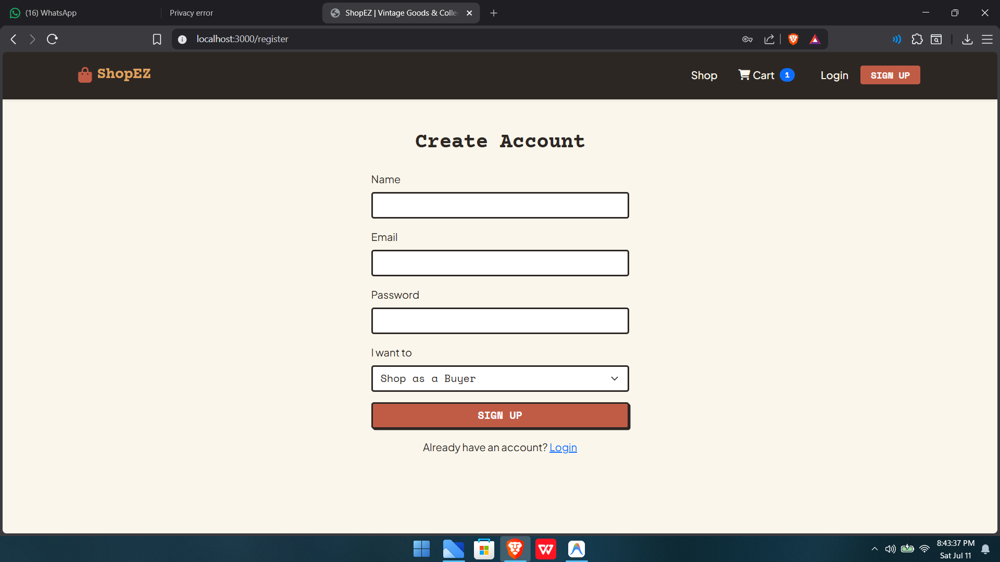 (16) WhatsApp
Privacy error
ShopEZ | Vintage Goods & Colle
localhost:3000/register
ShopEZ
Shop
Cart 1
Login
SIGN UP
Create Account
Name
Email
Password
I want to
Shop as a Buyer
SIGN UP
Already have an account? Login
8:43:37 PM
Sat Jul 11